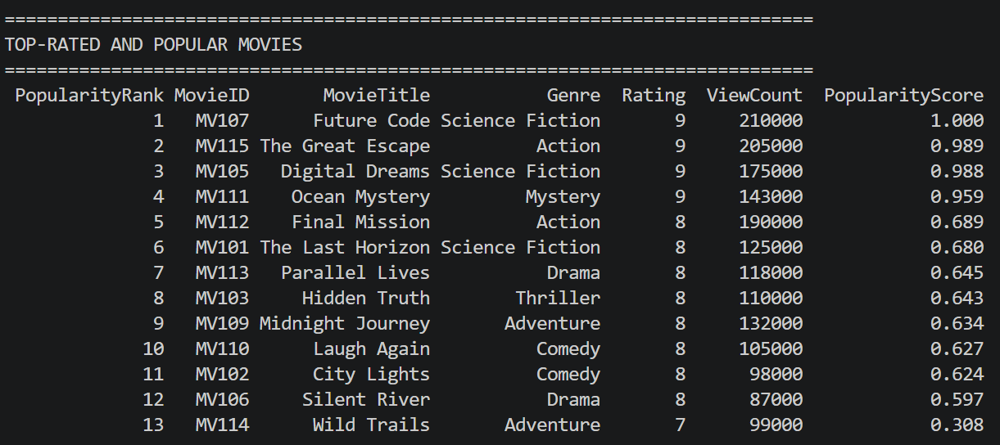 ============================================================================
TOP-RATED AND POPULAR MOVIES
============================================================================
 PopularityRank MovieID       MovieTitle           Genre  Rating  ViewCount  PopularityScore
              1   MV107      Future Code Science Fiction       9     210000            1.000
              2   MV115 The Great Escape          Action       9     205000            0.989
              3   MV105   Digital Dreams Science Fiction       9     175000            0.988
              4   MV111    Ocean Mystery         Mystery       9     143000            0.959
              5   MV112    Final Mission          Action       8     190000            0.689
              6   MV101 The Last Horizon Science Fiction       8     125000            0.680
              7   MV113   Parallel Lives           Drama       8     118000            0.645
              8   MV103     Hidden Truth        Thriller       8     110000            0.643
              9   MV109 Midnight Journey       Adventure       8     132000            0.634
             10   MV110      Laugh Again          Comedy       8     105000            0.627
             11   MV102      City Lights          Comedy       8      98000            0.624
             12   MV106     Silent River           Drama       8      87000            0.597
             13   MV114      Wild Trails       Adventure       7      99000            0.308